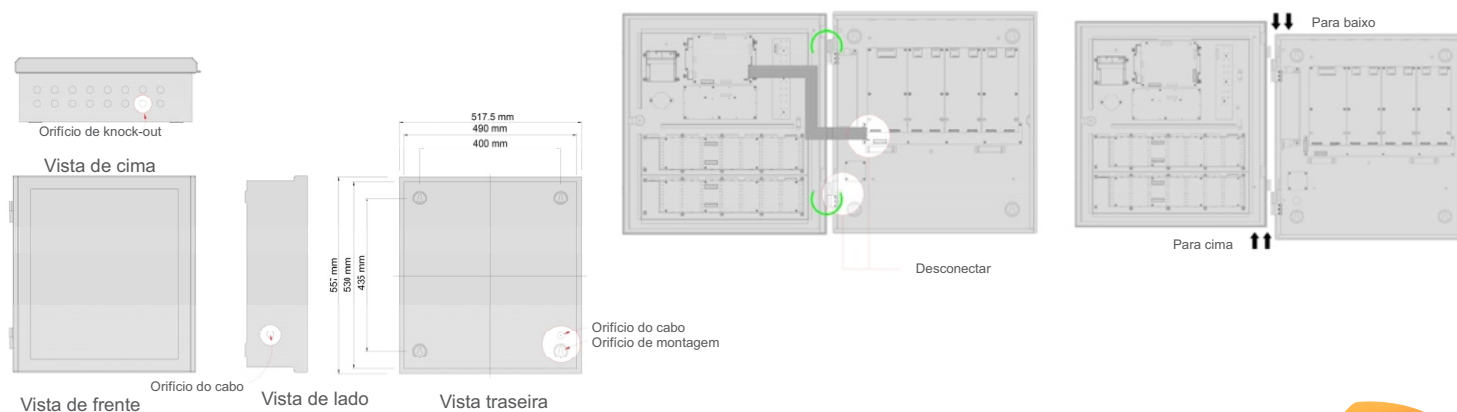 Orifício de knock-out
Vista de cima
Vista de frente
Orifício do cabo
Vista de lado
517.5 mm
490 mm
400 mm
557 mm
530 mm
435 mm
Orifício do cabo
Orifício de montagem
Vista traseira
Desconectar
Para baixo
Para cima